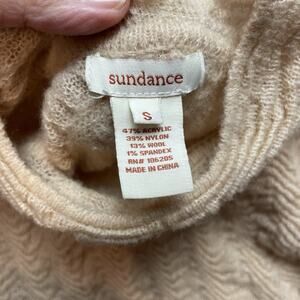 sundance
S
47% ACRYLIC
39% NYLON
13% WOOL
1% SPANDEX
RN# 106205
MADE IN CHINA